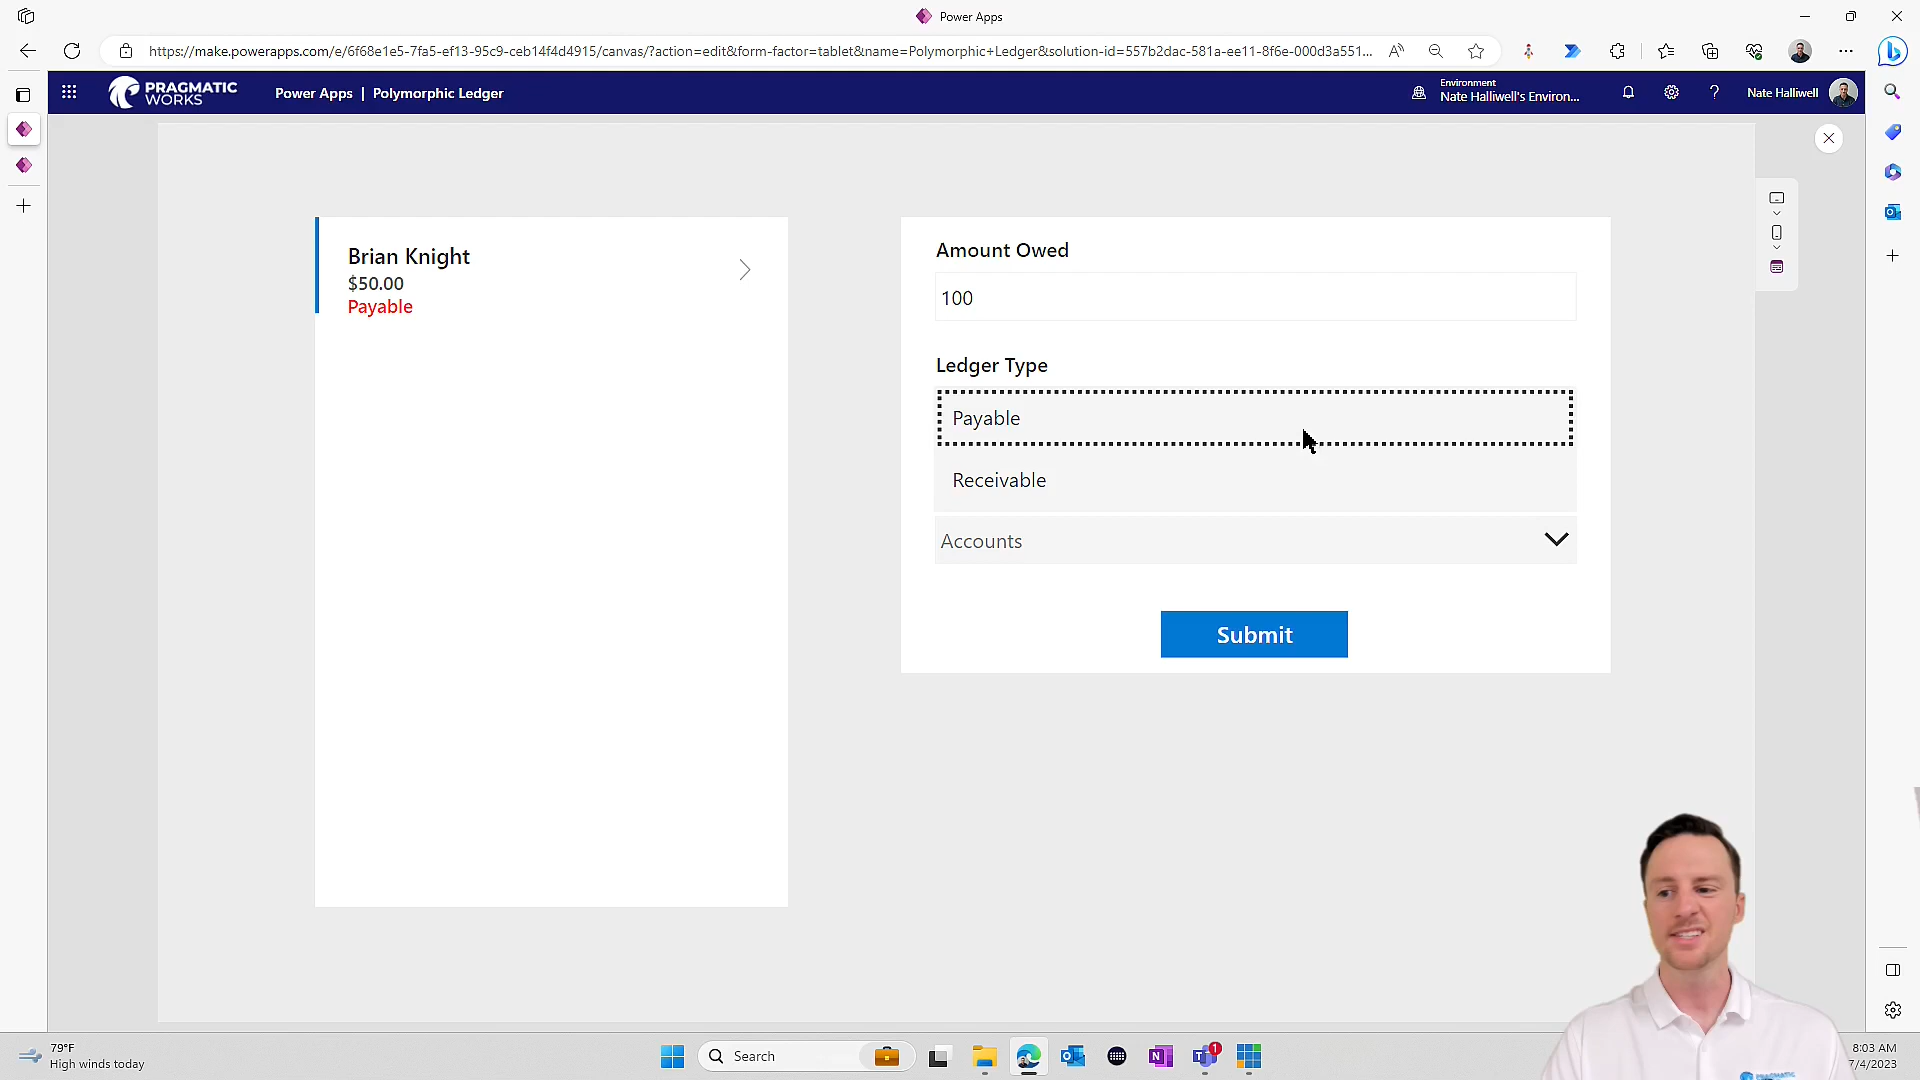 Power Apps
https://make.powerapps.com/e/6f68e1e5-7fa5-ef13-95c9-ceb14f4d4915/canvas/?action=edit&form-factor=tablet&name=Polymorphic+Ledger&solution-id=557b2dac-581a-ee11-8f6e-000d3a551...
PRAGMATIC
WORKS
Power Apps | Polymorphic Ledger
Environment
Nate Halliwell's Environ...
Nate Halliwell
Brian Knight
$50.00
Payable
Amount Owed
100
Ledger Type
Payable
Receivable
Accounts
Submit
79°F
High winds today
Search
1
8:03 AM
7/4/2023
PRAGMATIC